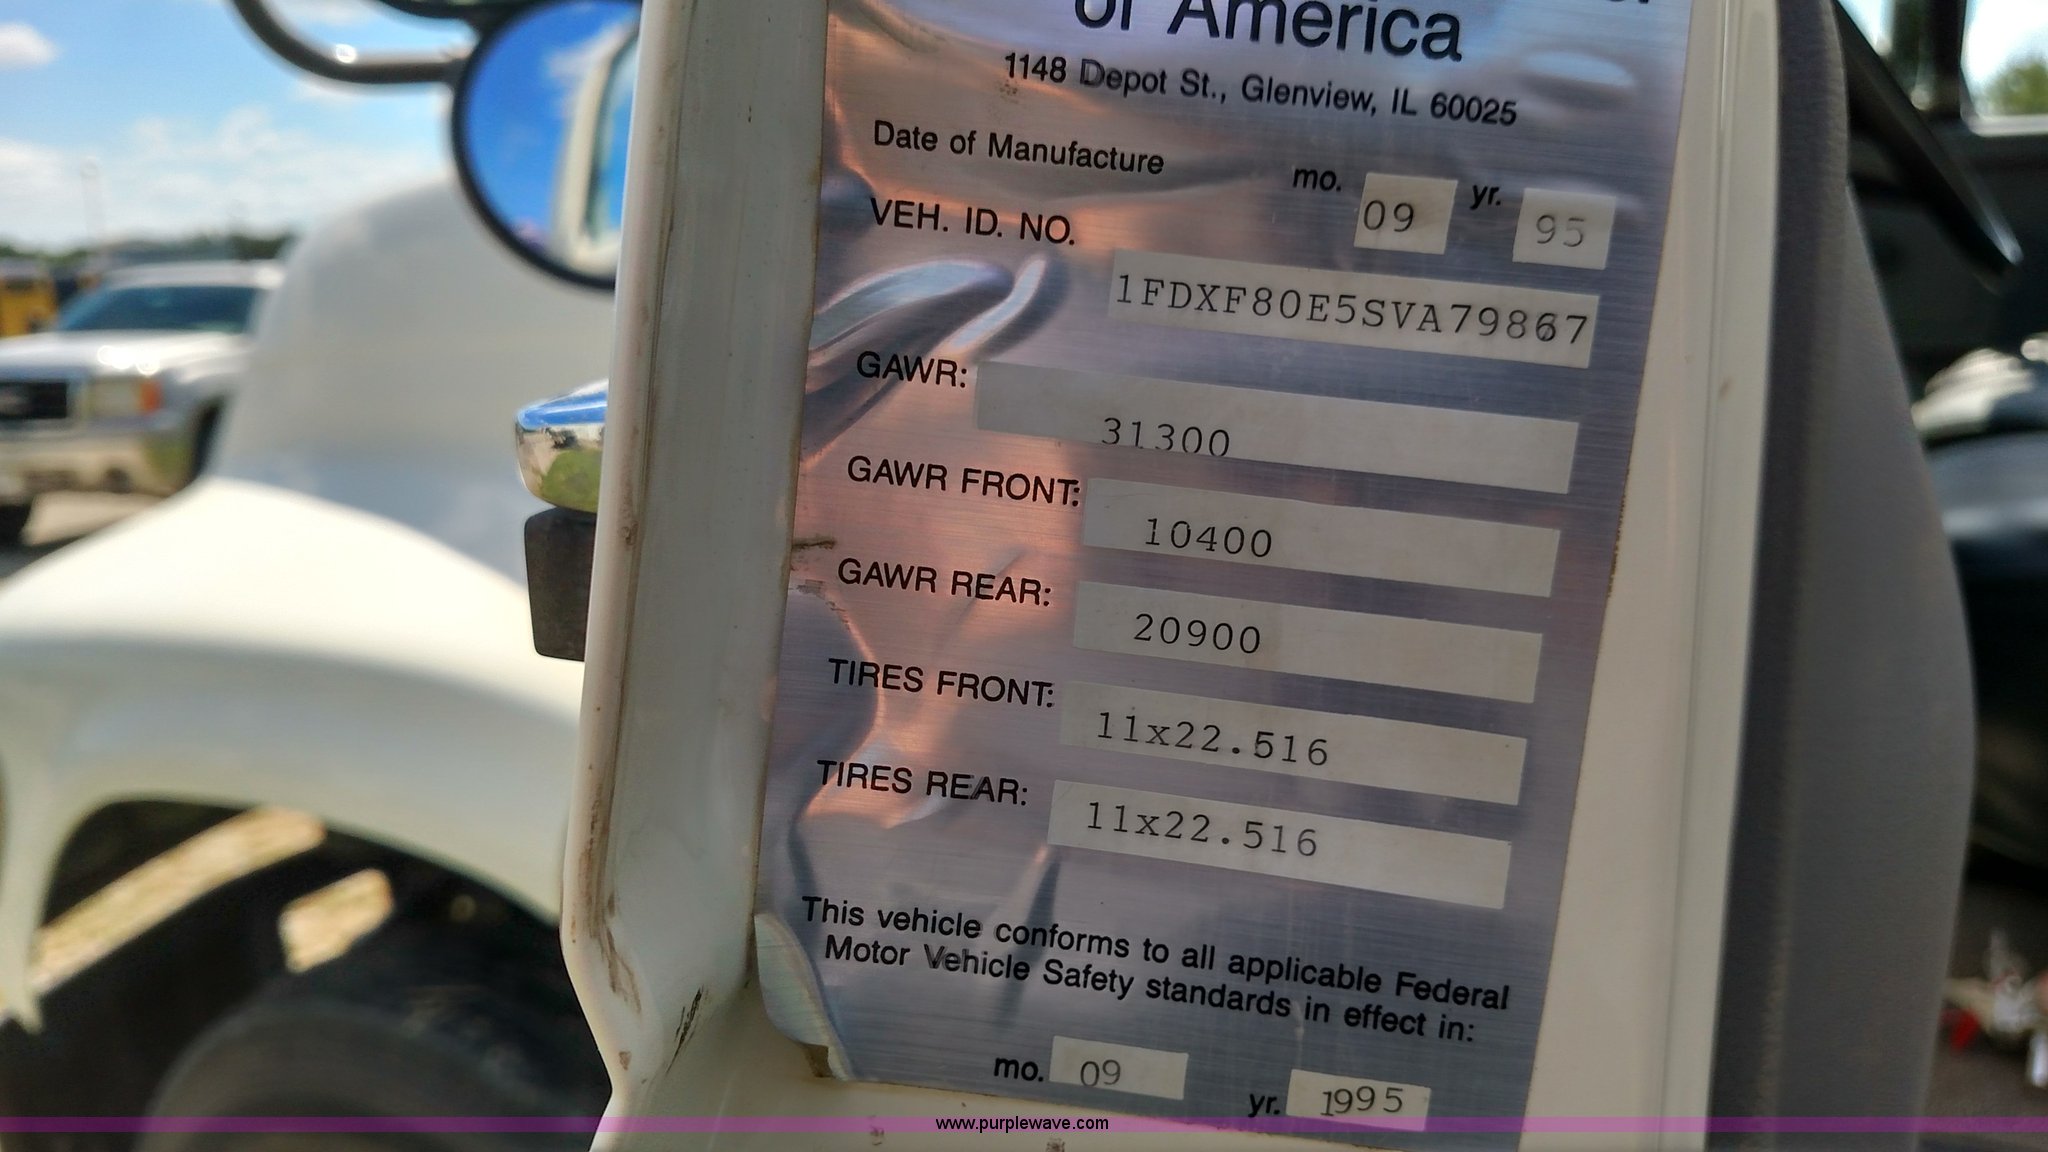 of America
1148 Depot St., Glenview, IL 60025
Date of Manufacture mo. 09 yr. 95
VEH. ID. NO.
1FDXF80E5SVA79867
GAWR: 31300
GAWR FRONT: 10400
GAWR REAR: 20900
TIRES FRONT: 11x22.516
TIRES REAR: 11x22.516
This vehicle conforms to all applicable Federal
Motor Vehicle Safety standards in effect in:
mo. 09 yr. 1995
www.purplewave.com